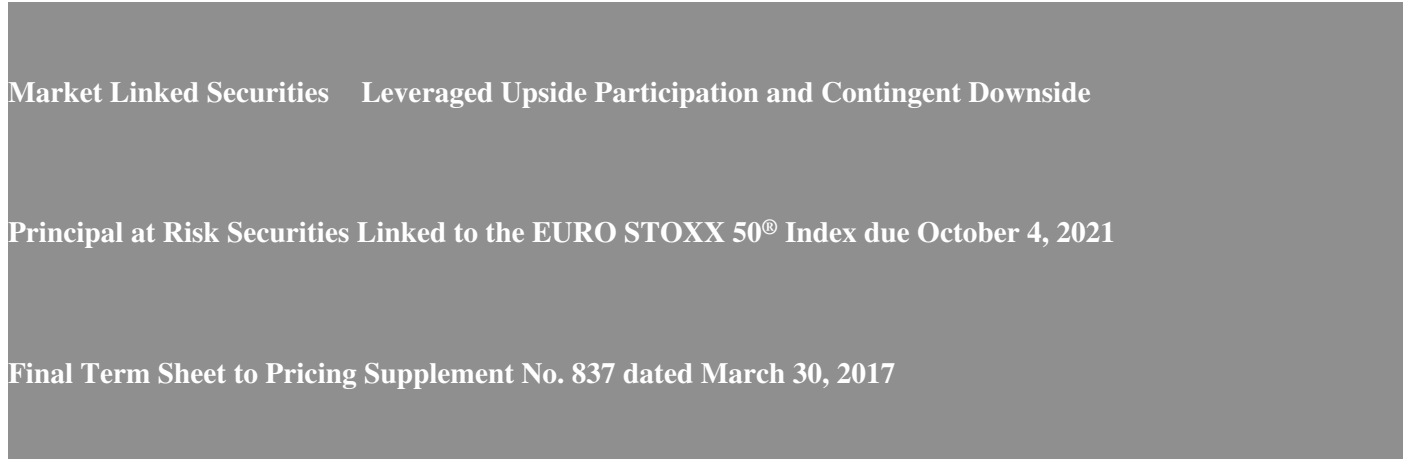 Market Linked Securities    Leveraged Upside Participation and Contingent Downside
Principal at Risk Securities Linked to the EURO STOXX 50® Index due October 4, 2021
Final Term Sheet to Pricing Supplement No. 837 dated March 30, 2017